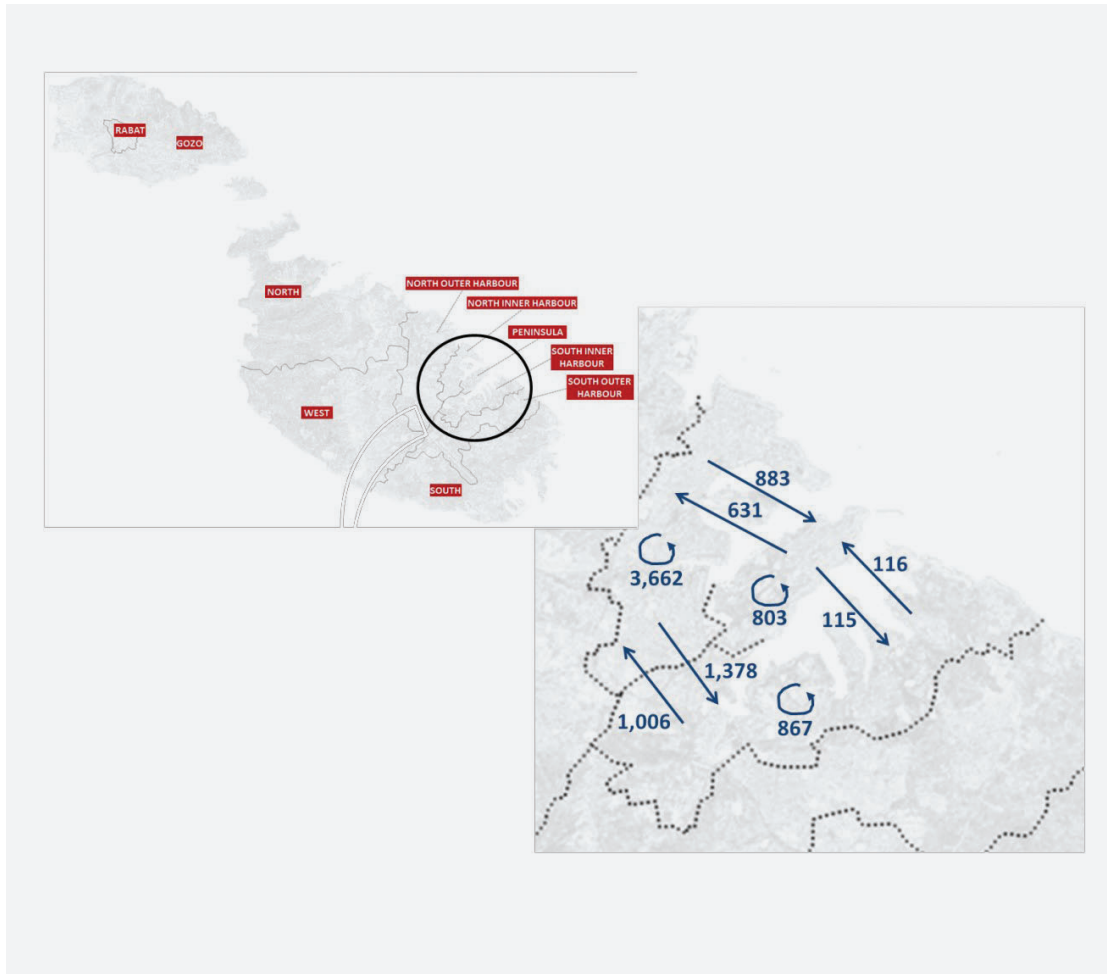 RABAT
GOZO
NORTH
NORTH OUTER HARBOUR
NORTH INNER HARBOUR
PENINSULA
SOUTH INNER
HARBOUR
SOUTH OUTER
HARBOUR
WEST
SOUTH
883
631
116
3,662
803
115
1,378
1,006
867